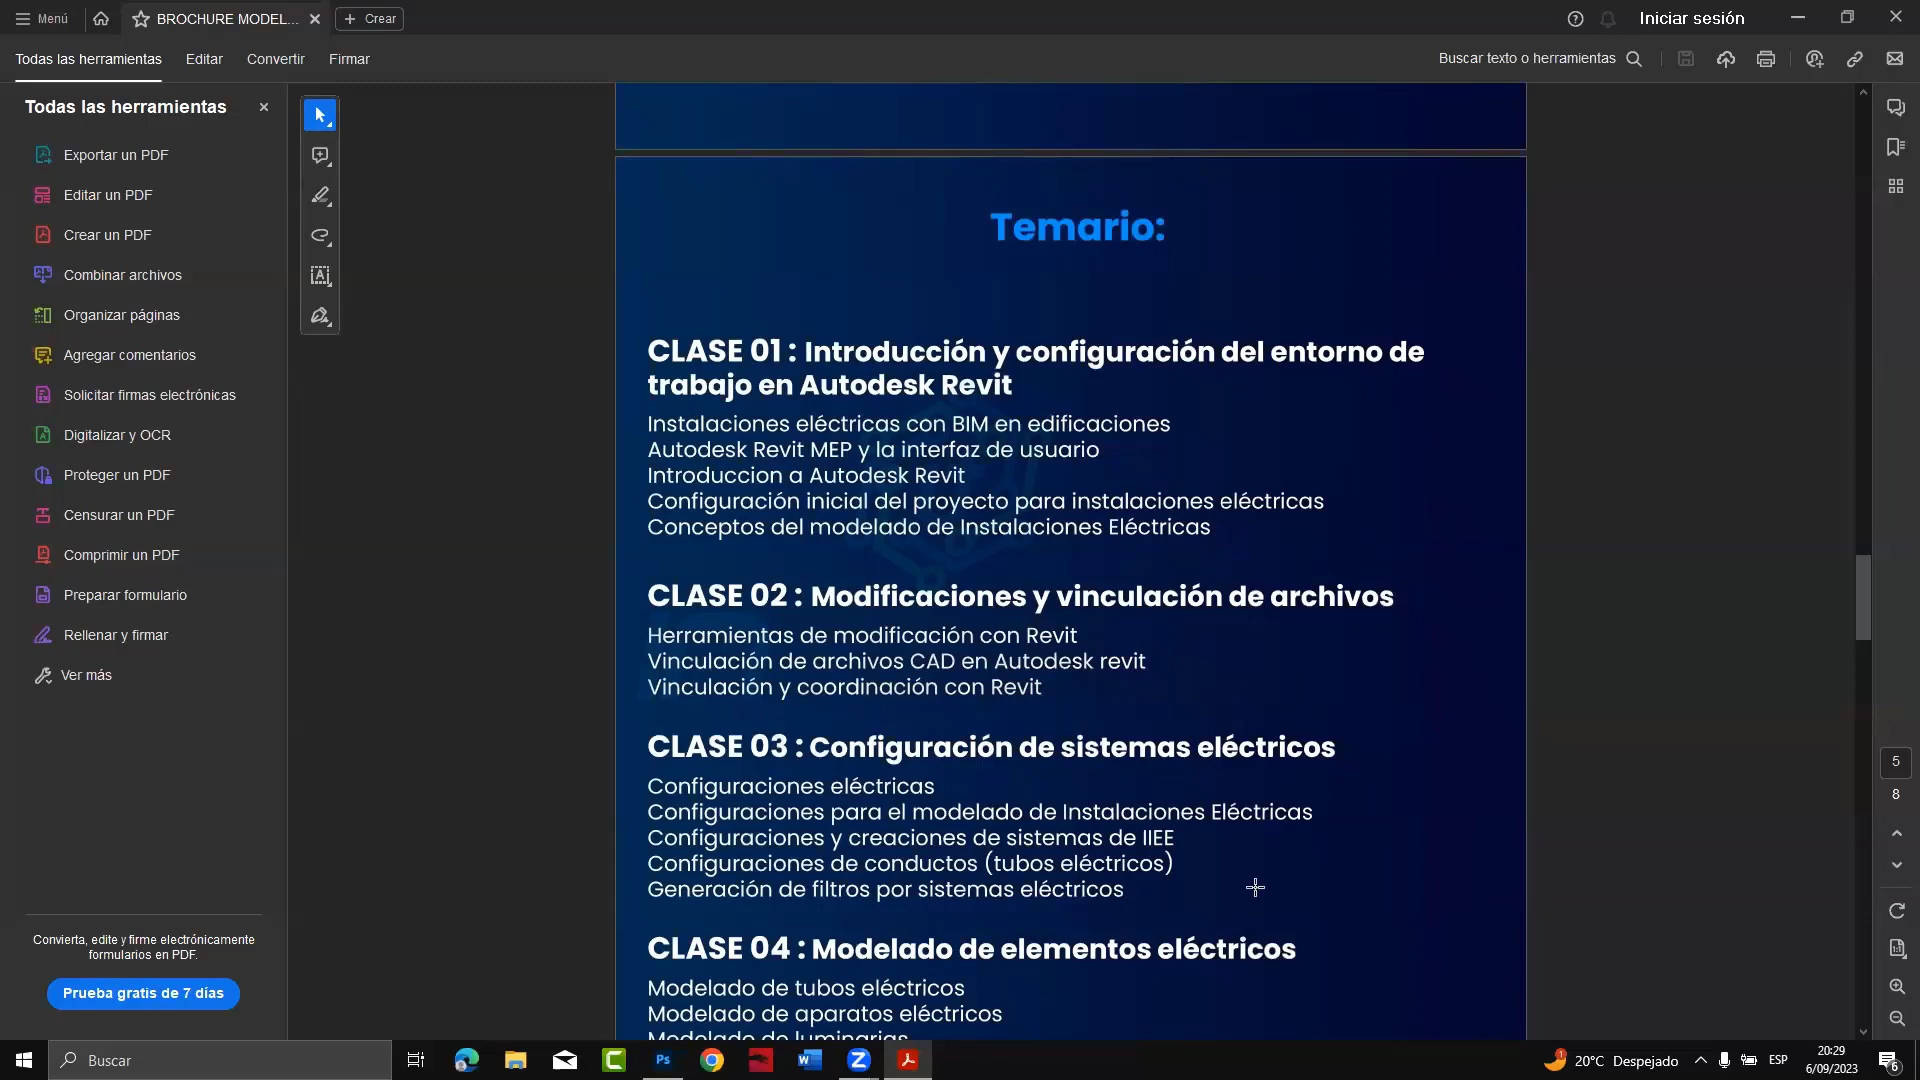 Menú
BROCHURE MODEL...
Crear
Iniciar sesión
Todas las herramientas
Editar
Convertir
Firmar
Buscar texto o herramientas
Todas las herramientas
Exportar un PDF
Editar un PDF
Crear un PDF
Combinar archivos
Organizar páginas
Agregar comentarios
Solicitar firmas electrónicas
Digitalizar y OCR
Proteger un PDF
Censurar un PDF
Comprimir un PDF
Preparar formulario
Rellenar y firmar
Ver más
Convierta, edite y firme electrónicamente
formularios en PDF.
Prueba gratis de 7 días
Temario:
CLASE 01 : Introducción y configuración del entorno de
trabajo en Autodesk Revit
Instalaciones eléctricas con BIM en edificaciones
Autodesk Revit MEP y la interfaz de usuario
Introduccion a Autodesk Revit
Configuración inicial del proyecto para instalaciones eléctricas
Conceptos del modelado de Instalaciones Eléctricas
CLASE 02 : Modificaciones y vinculación de archivos
Herramientas de modificación con Revit
Vinculación de archivos CAD en Autodesk revit
Vinculación y coordinación con Revit
CLASE 03 : Configuración de sistemas eléctricos
Configuraciones eléctricas
Configuraciones para el modelado de Instalaciones Eléctricas
Configuraciones y creaciones de sistemas de IIEE
Configuraciones de conductos (tubos eléctricos)
Generación de filtros por sistemas eléctricos
CLASE 04 : Modelado de elementos eléctricos
Modelado de tubos eléctricos
Modelado de aparatos eléctricos
Modelado de luminarias
5
8
Buscar
20°C Despejado
ESP
20:29
6/09/2023
6